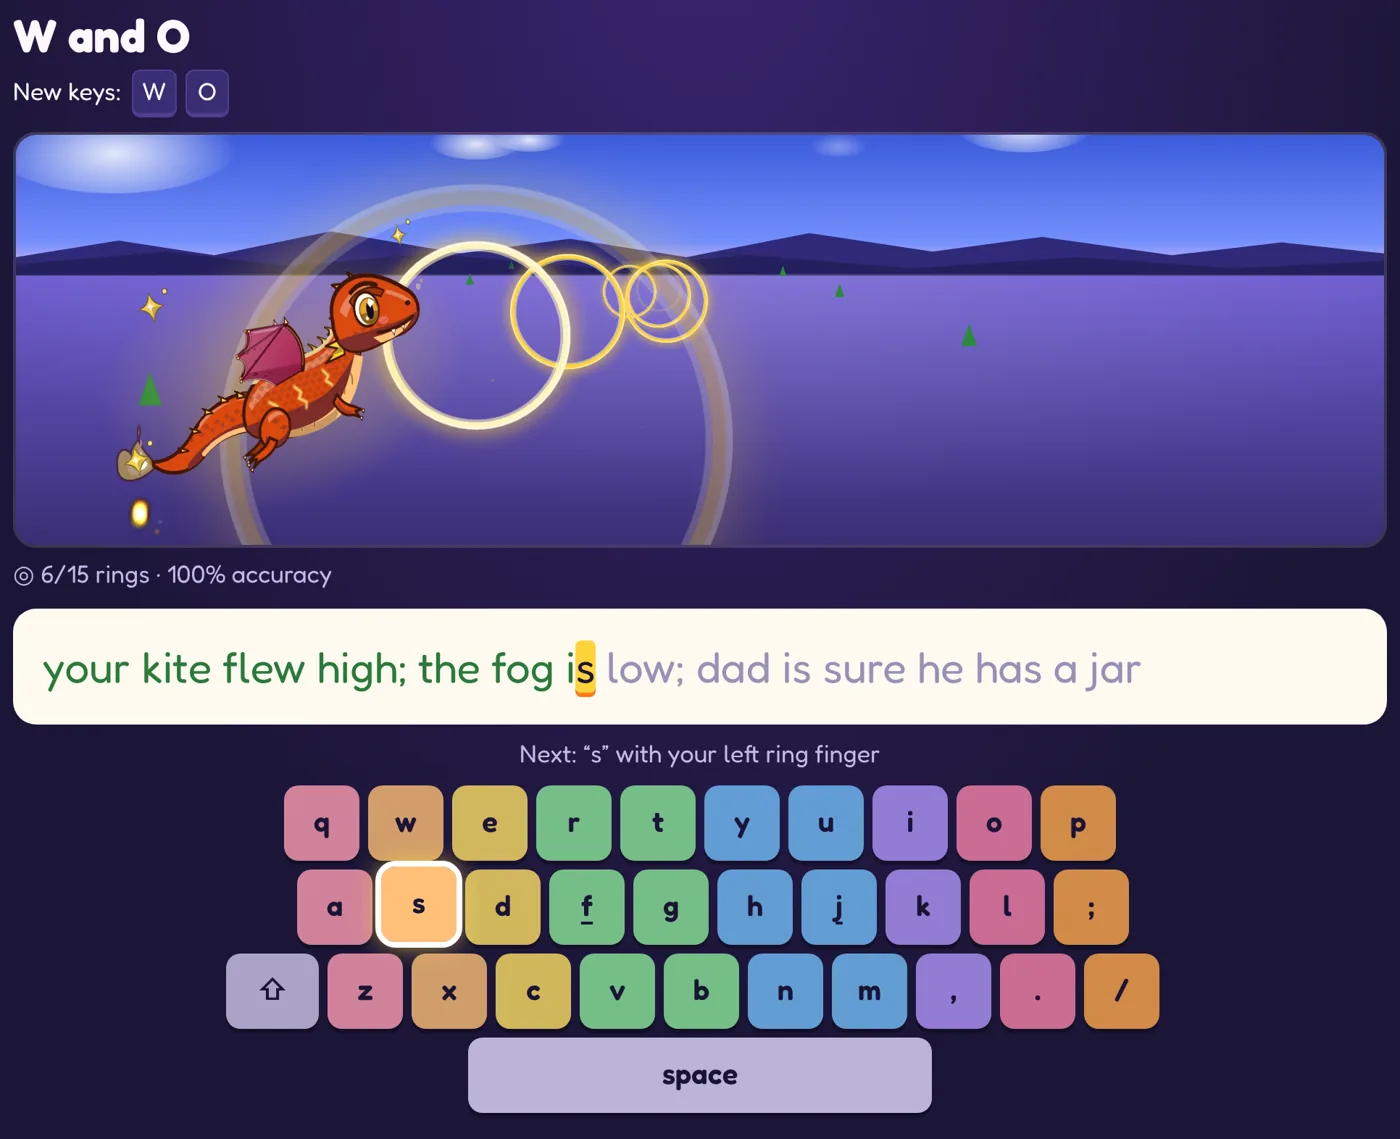 W and O
New keys: W O
◎ 6/15 rings · 100% accuracy
your kite flew high; the fog is low; dad is sure he has a jar
Next: “s” with your left ring finger
q w e r t y u i o p
a s d f g h j k l ;
⇧ z x c v b n m , . /
space